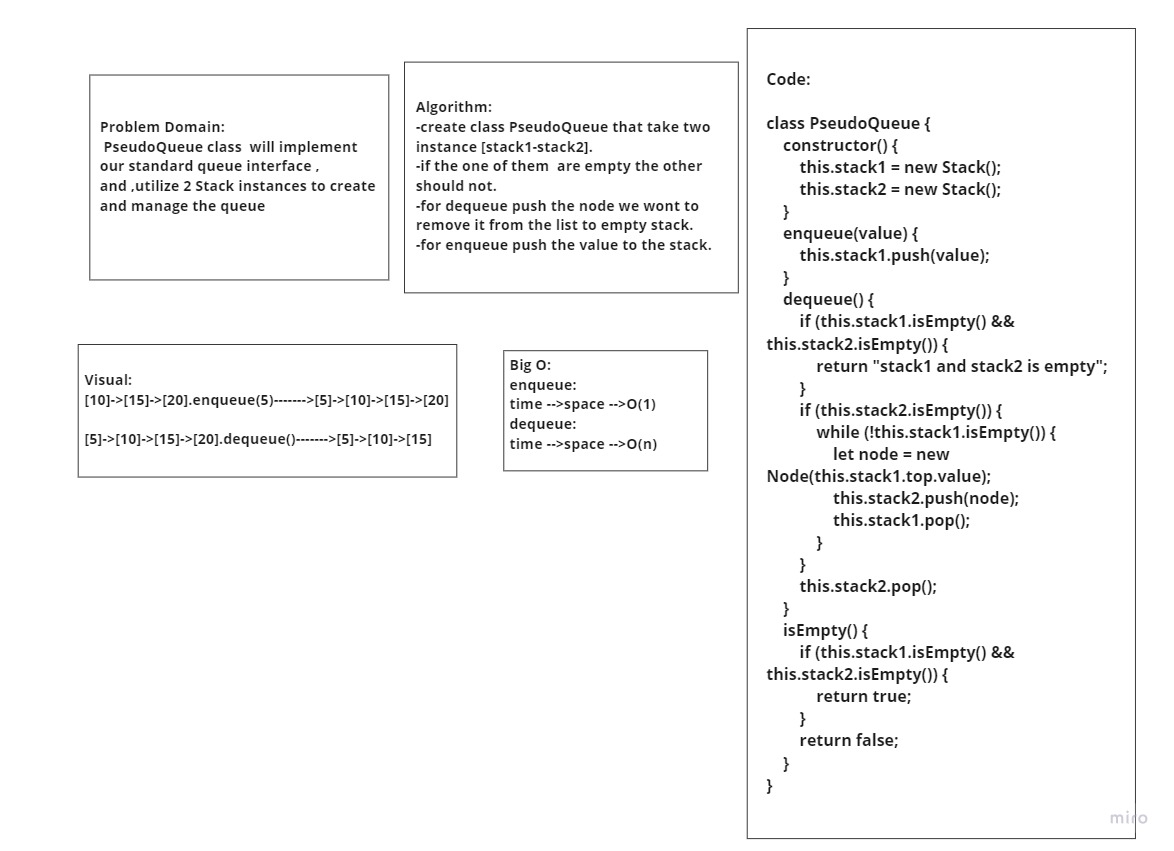 Problem Domain:
PseudoQueue class  will implement
our standard queue interface ,
and ,utilize 2 Stack instances to create
and manage the queue
Algorithm:
-create class PseudoQueue that take two
instance [stack1-stack2].
-if the one of them  are empty the other
should not.
-for dequeue push the node we wont to
remove it from the list to empty stack.
-for enqueue push the value to the stack.
Visual:
[10]->[15]->[20].enqueue(5)------->[5]->[10]->[15]->[20]
[5]->[10]->[15]->[20].dequeue()------->[5]->[10]->[15]
Big O:
enqueue:
time -->space -->O(1)
dequeue:
time -->space -->O(n)
Code:
class PseudoQueue {
constructor() {
this.stack1 = new Stack();
this.stack2 = new Stack();
}
enqueue(value) {
this.stack1.push(value);
}
dequeue() {
if (this.stack1.isEmpty() &&
this.stack2.isEmpty()) {
return "stack1 and stack2 is empty";
}
if (this.stack2.isEmpty()) {
while (!this.stack1.isEmpty()) {
let node = new
Node(this.stack1.top.value);
this.stack2.push(node);
this.stack1.pop();
}
}
this.stack2.pop();
}
isEmpty() {
if (this.stack1.isEmpty() &&
this.stack2.isEmpty()) {
return true;
}
return false;
}
}
miro